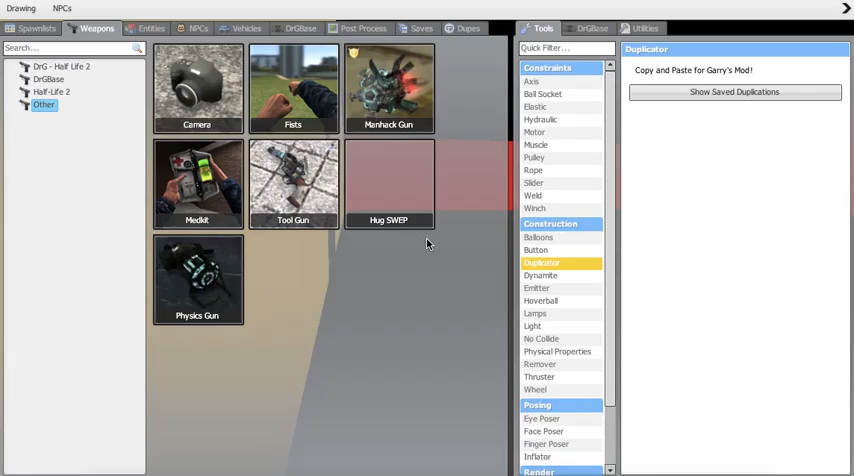 Drawing NPCs
Spawnlists Weapons Entities NPCs Vehicles DrGBase Post Process Saves Dupes
Search...
DrG - Half Life 2
DrGBase
Half-Life 2
Other
Camera Fists Manhack Gun
Medkit Tool Gun Hug SWEP
Physics Gun
Tools DrGBase Utilities
Quick Filter...
Constraints
Axis
Ball Socket
Elastic
Hydraulic
Motor
Muscle
Pulley
Rope
Slider
Weld
Winch
Construction
Balloons
Button
Duplicator
Dynamite
Emitter
Hoverball
Lamps
Light
No Collide
Physical Properties
Remover
Thruster
Wheel
Posing
Eye Poser
Face Poser
Finger Poser
Inflator
Render
Duplicator
Copy and Paste for Garry's Mod!
Show Saved Duplications